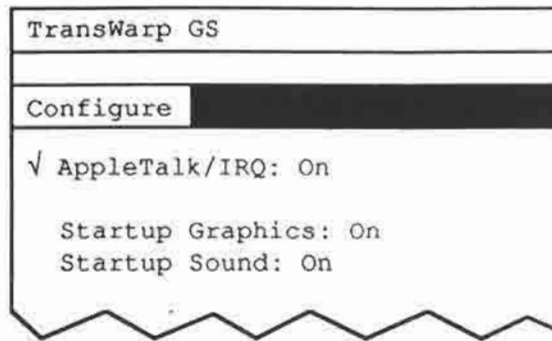 TransWarp GS
Configure
√ AppleTalk/IRQ: On
Startup Graphics: On
Startup Sound: On